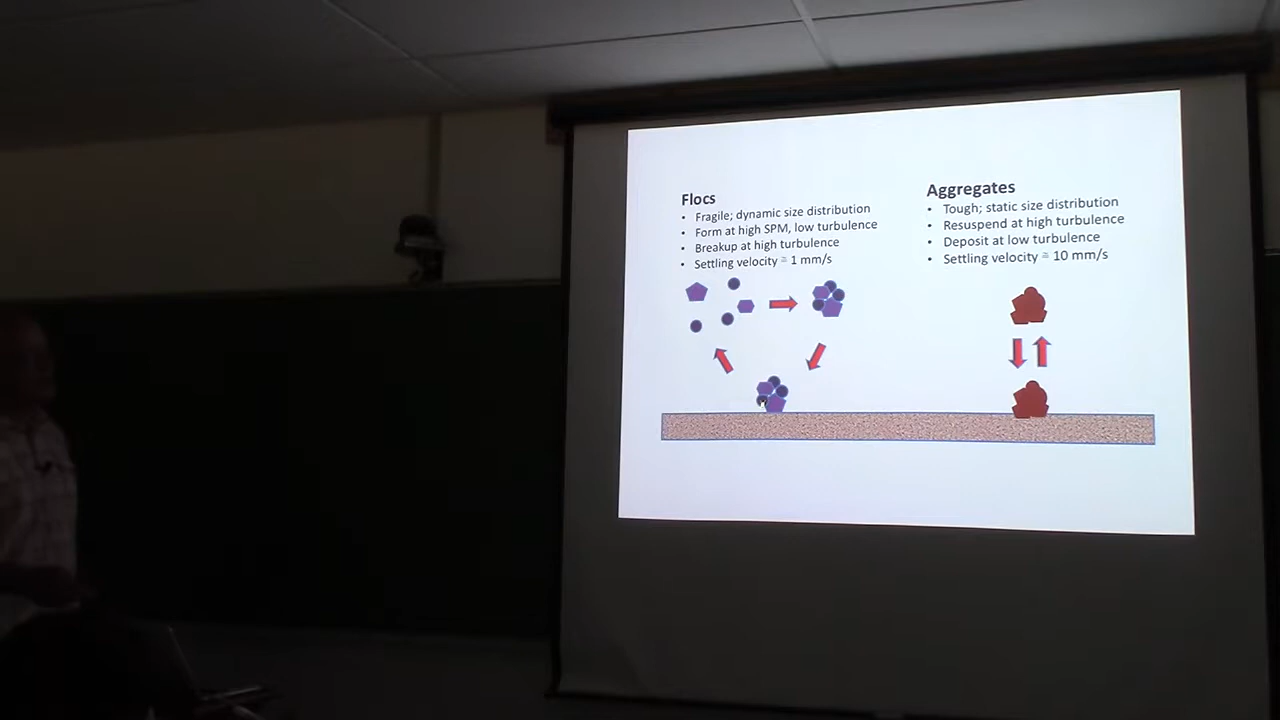 Flocs
• Fragile; dynamic size distribution
• Form at high SPM, low turbulence
• Breakup at high turbulence
• Settling velocity ≅ 1 mm/s
Aggregates
• Tough; static size distribution
• Resuspend at high turbulence
• Deposit at low turbulence
• Settling velocity ≅ 10 mm/s